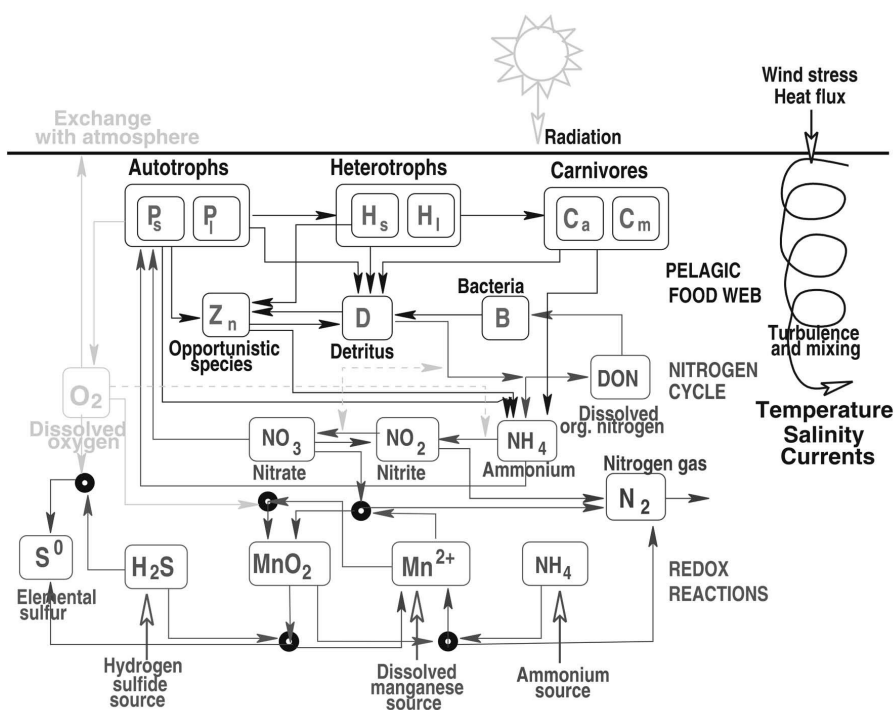 Wind stress
Heat flux
Exchange
with atmosphere
Radiation
Autotrophs
Heterotrophs
Carnivores
Ps
Pl
Hs
Hl
Ca
Cm
PELAGIC
FOOD WEB
Bacteria
Zn
D
B
Opportunistic
species
Detritus
Turbulence
and mixing
O2
Dissolved
oxygen
DON
NITROGEN
CYCLE
Dissolved
org. nitrogen
Temperature
Salinity
Currents
NO3
NO2
NH4
Nitrate
Nitrite
Ammonium
Nitrogen gas
N2
S0
H2S
MnO2
Mn2+
NH4
REDOX
REACTIONS
Elemental
sulfur
Hydrogen
sulfide
source
Dissolved
manganese
source
Ammonium
source